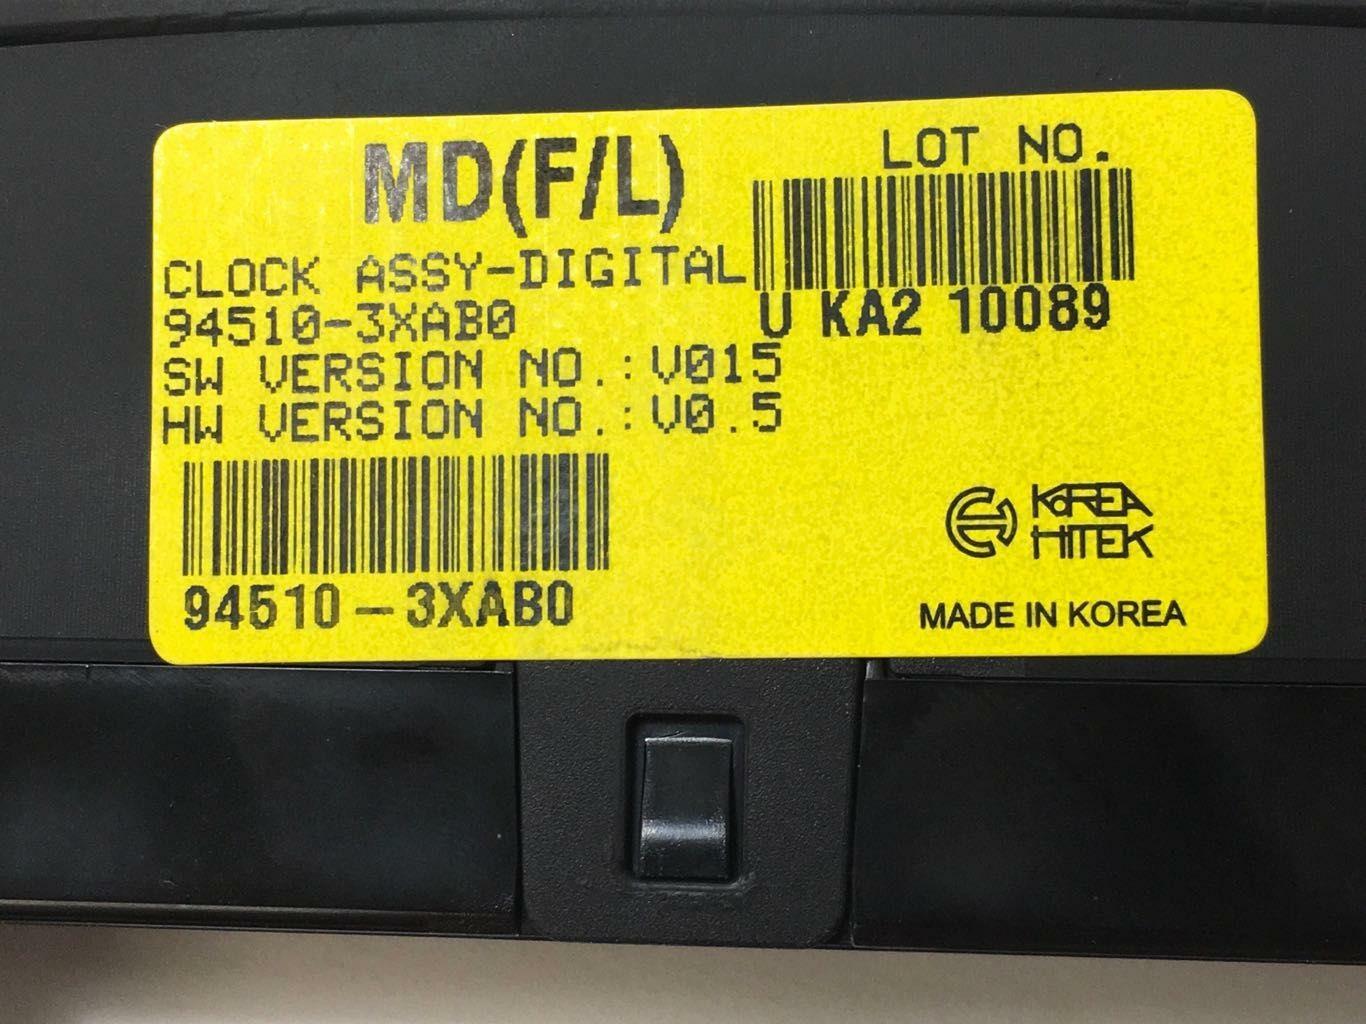 MD(F/L)
LOT NO.
CLOCK ASSY-DIGITAL
94510-3XAB0
U KA2 10089
SW VERSION NO.:V015
HW VERSION NO.:V0.5
94510-3XAB0
KOREA
HITEK
MADE IN KOREA